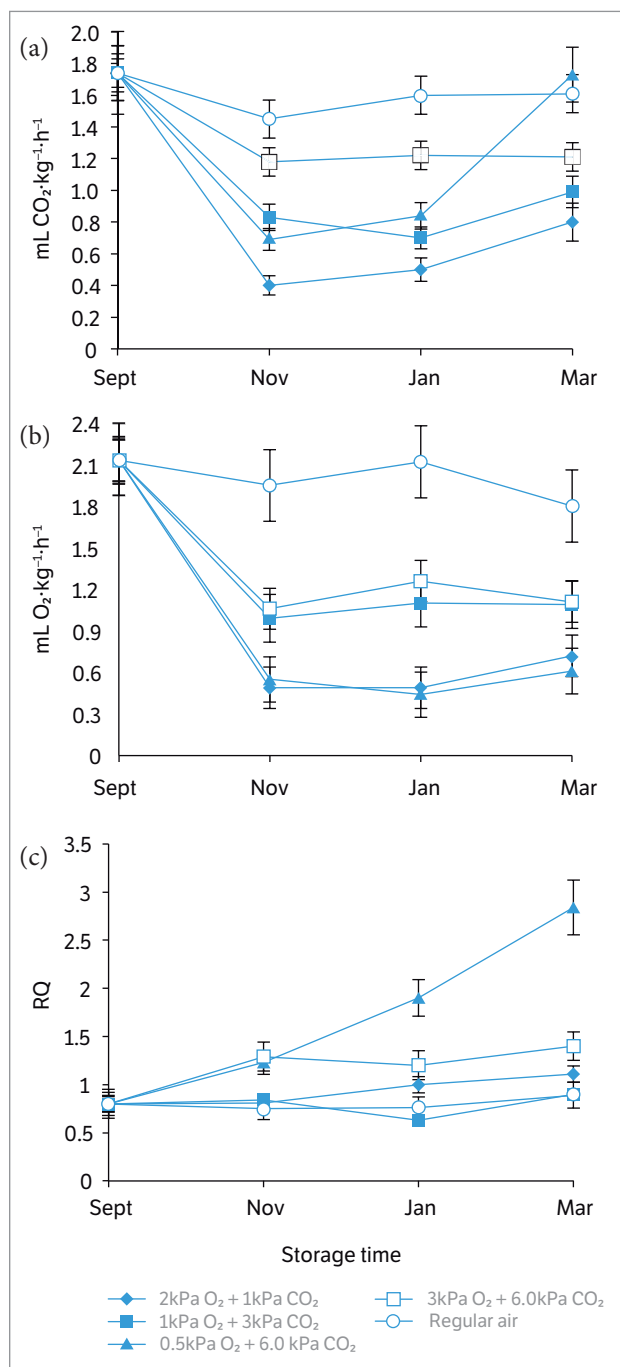 (a)
mL CO₂·kg⁻¹·h⁻¹
2.0
1.8
1.6
1.4
1.2
1.0
0.8
0.6
0.4
0.2
0
Sept Nov Jan Mar
(b)
mL O₂·kg⁻¹·h⁻¹
2.4
2.1
1.8
1.5
1.2
0.9
0.6
0.3
0
Sept Nov Jan Mar
(c)
RQ
3.5
3
2.5
2
1.5
1
0.5
0
Sept Nov Jan Mar
Storage time
2kPa O₂ + 1kPa CO₂
1kPa O₂ + 3kPa CO₂
0.5kPa O₂ + 6.0 kPa CO₂
3kPa O₂ + 6.0kPa CO₂
Regular air